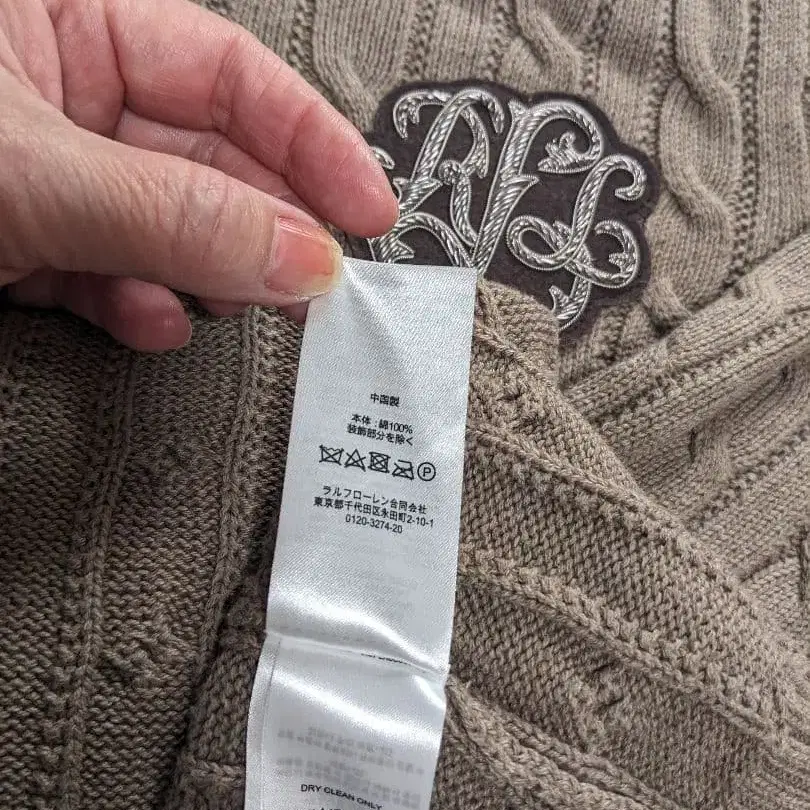 RFL
中国製
本体:綿100%
装飾部分を除く
P
ラルフローレン合同会社
東京都千代田区永田町2-10-1
0120-3274-20
DRY CLEAN ONLY